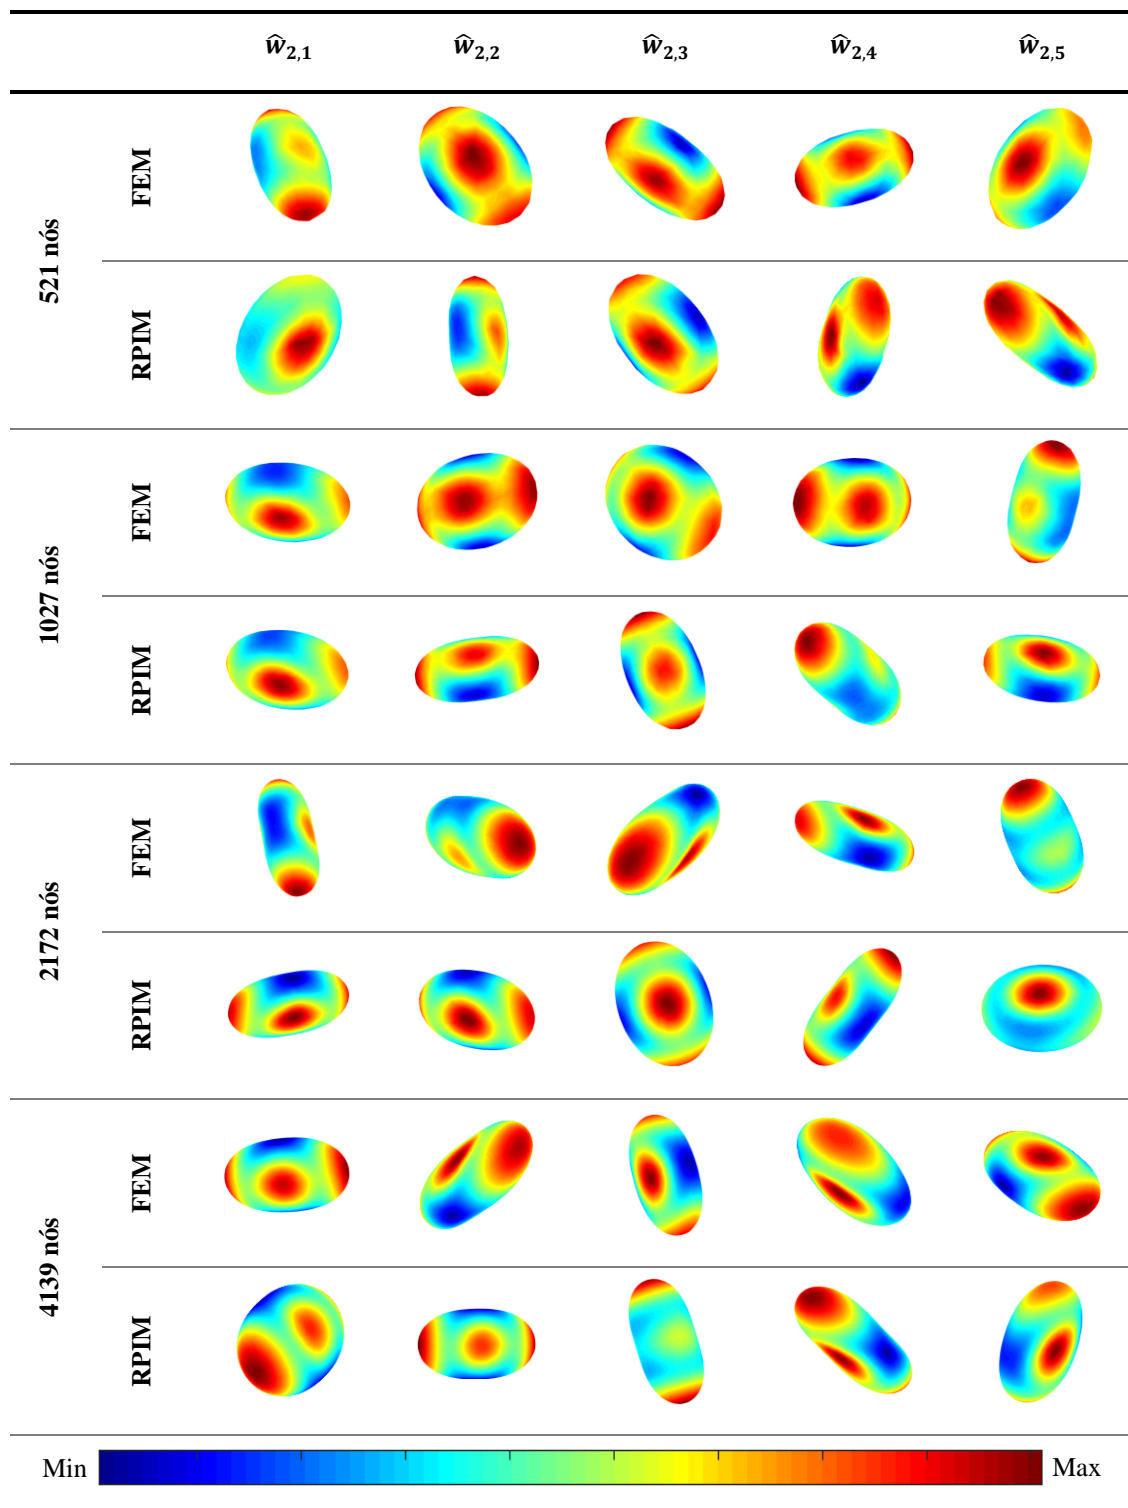 ŵ₂,₁ ŵ₂,₂ ŵ₂,₃ ŵ₂,₄ ŵ₂,₅
521 nós
FEM
RPIM
1027 nós
FEM
RPIM
2172 nós
FEM
RPIM
4139 nós
FEM
RPIM
Min Max